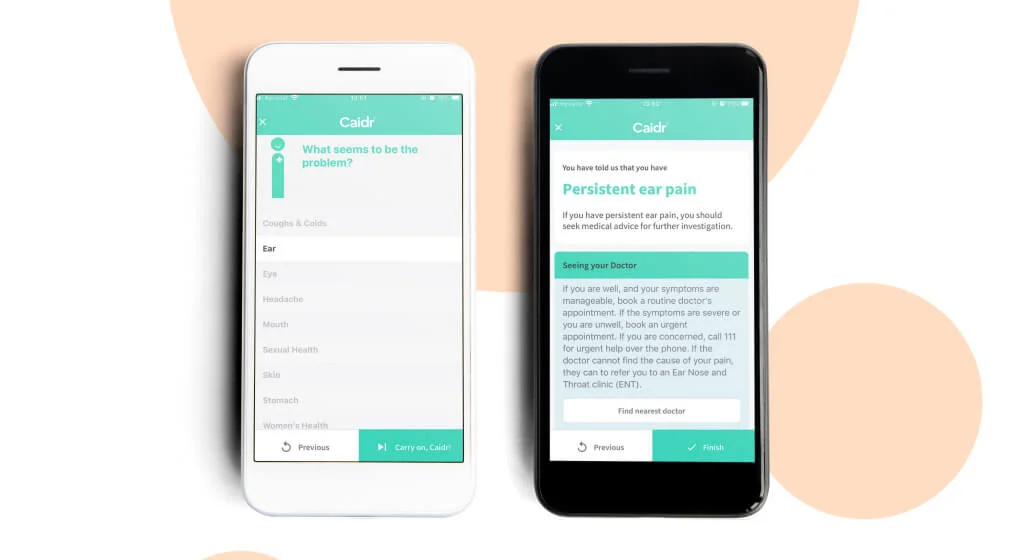 Caidr
What seems to be the
problem?
Coughs & Colds
Ear
Eye
Headache
Mouth
Sexual Health
Skin
Stomach
Women's Health
Previous
Carry on, Caidr!
Caidr
You have told us that you have
Persistent ear pain
If you have persistent ear pain, you should
seek medical advice for further investigation.
Seeing your Doctor
If you are well, and your symptoms are
manageable, book a routine doctor's
appointment. If the symptoms are severe or
you are unwell, book an urgent
appointment. If you are concerned, call 111
for urgent help over the phone. If the
doctor cannot find the cause of your pain,
they can to refer you to an Ear Nose and
Throat clinic (ENT).
Find nearest doctor
Previous
Finish